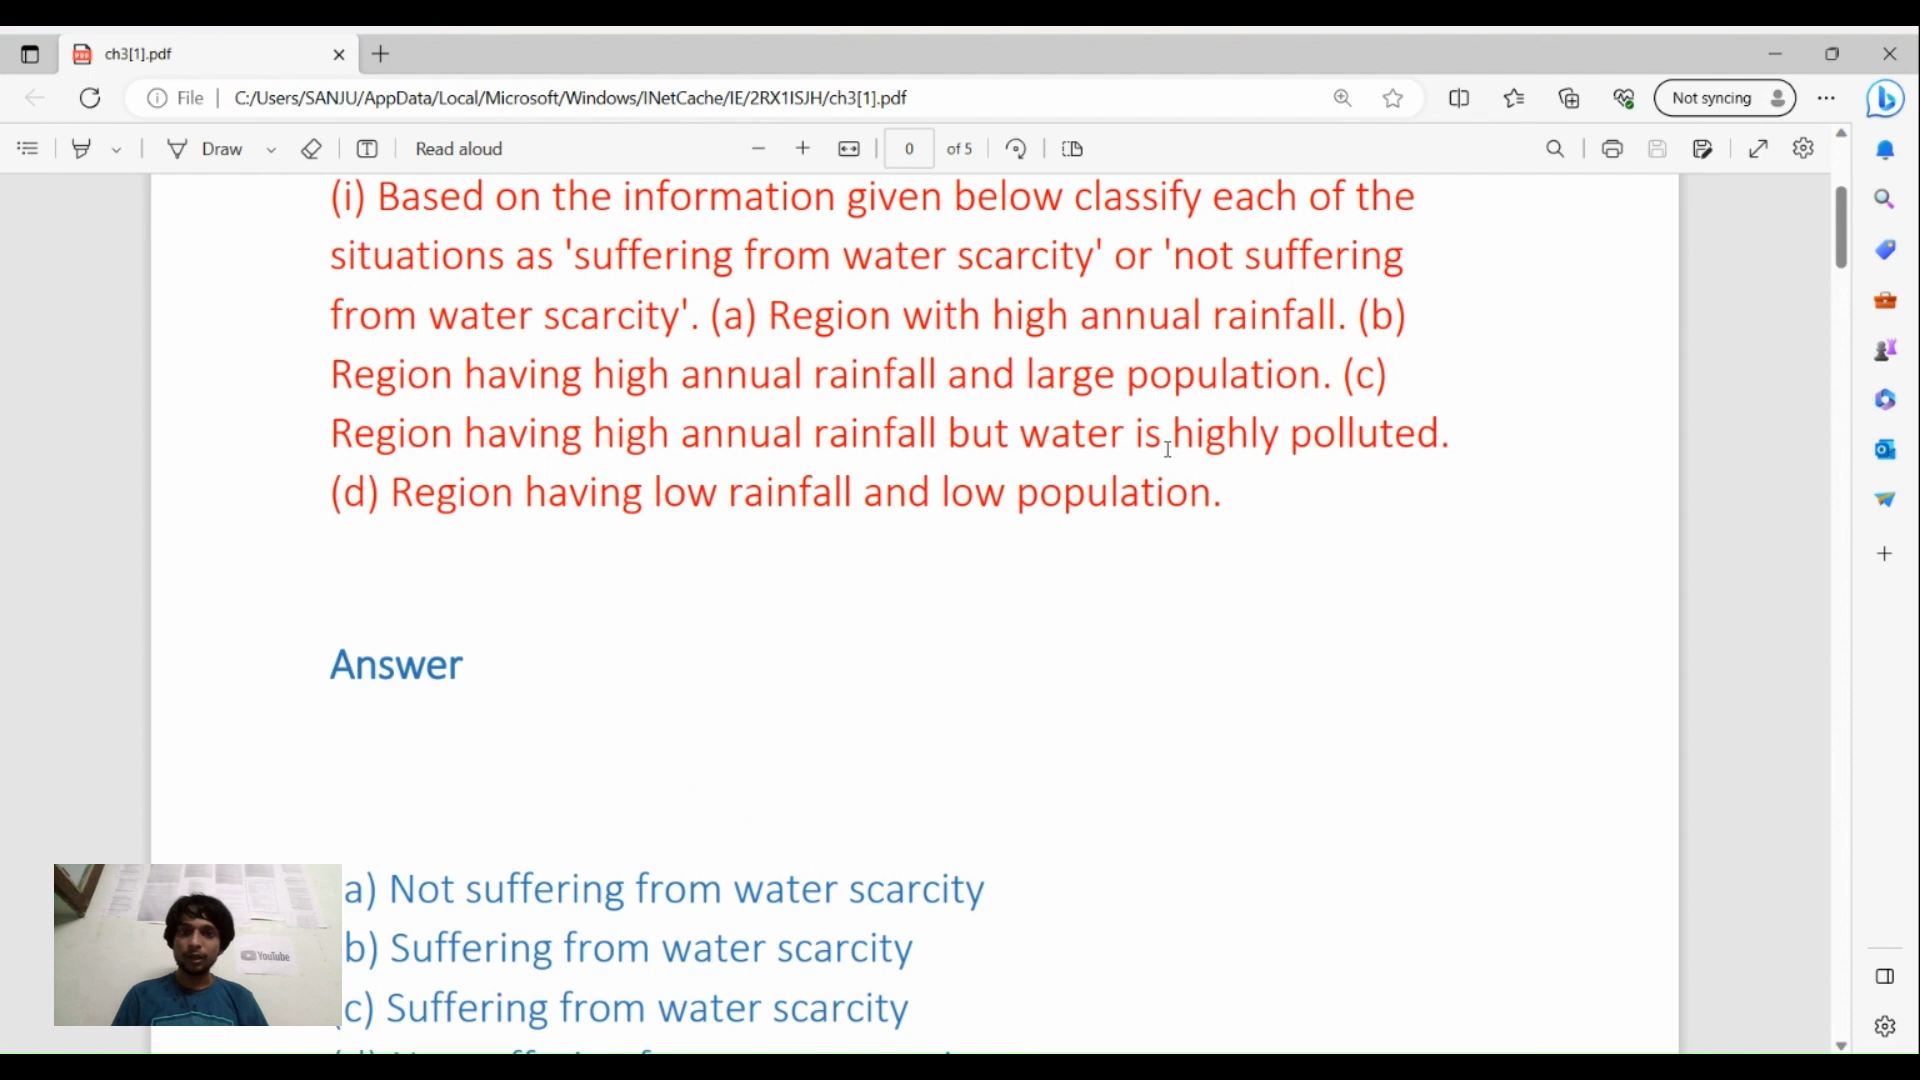 ch3[1].pdf
File C:/Users/SANJU/AppData/Local/Microsoft/Windows/INetCache/IE/2RX1ISJH/ch3[1].pdf
Not syncing
Draw
Read aloud
0
of 5
(i) Based on the information given below classify each of the
situations as 'suffering from water scarcity' or 'not suffering
from water scarcity'. (a) Region with high annual rainfall. (b)
Region having high annual rainfall and large population. (c)
Region having high annual rainfall but water is highly polluted.
(d) Region having low rainfall and low population.
Answer
a) Not suffering from water scarcity
b) Suffering from water scarcity
c) Suffering from water scarcity
YouTube